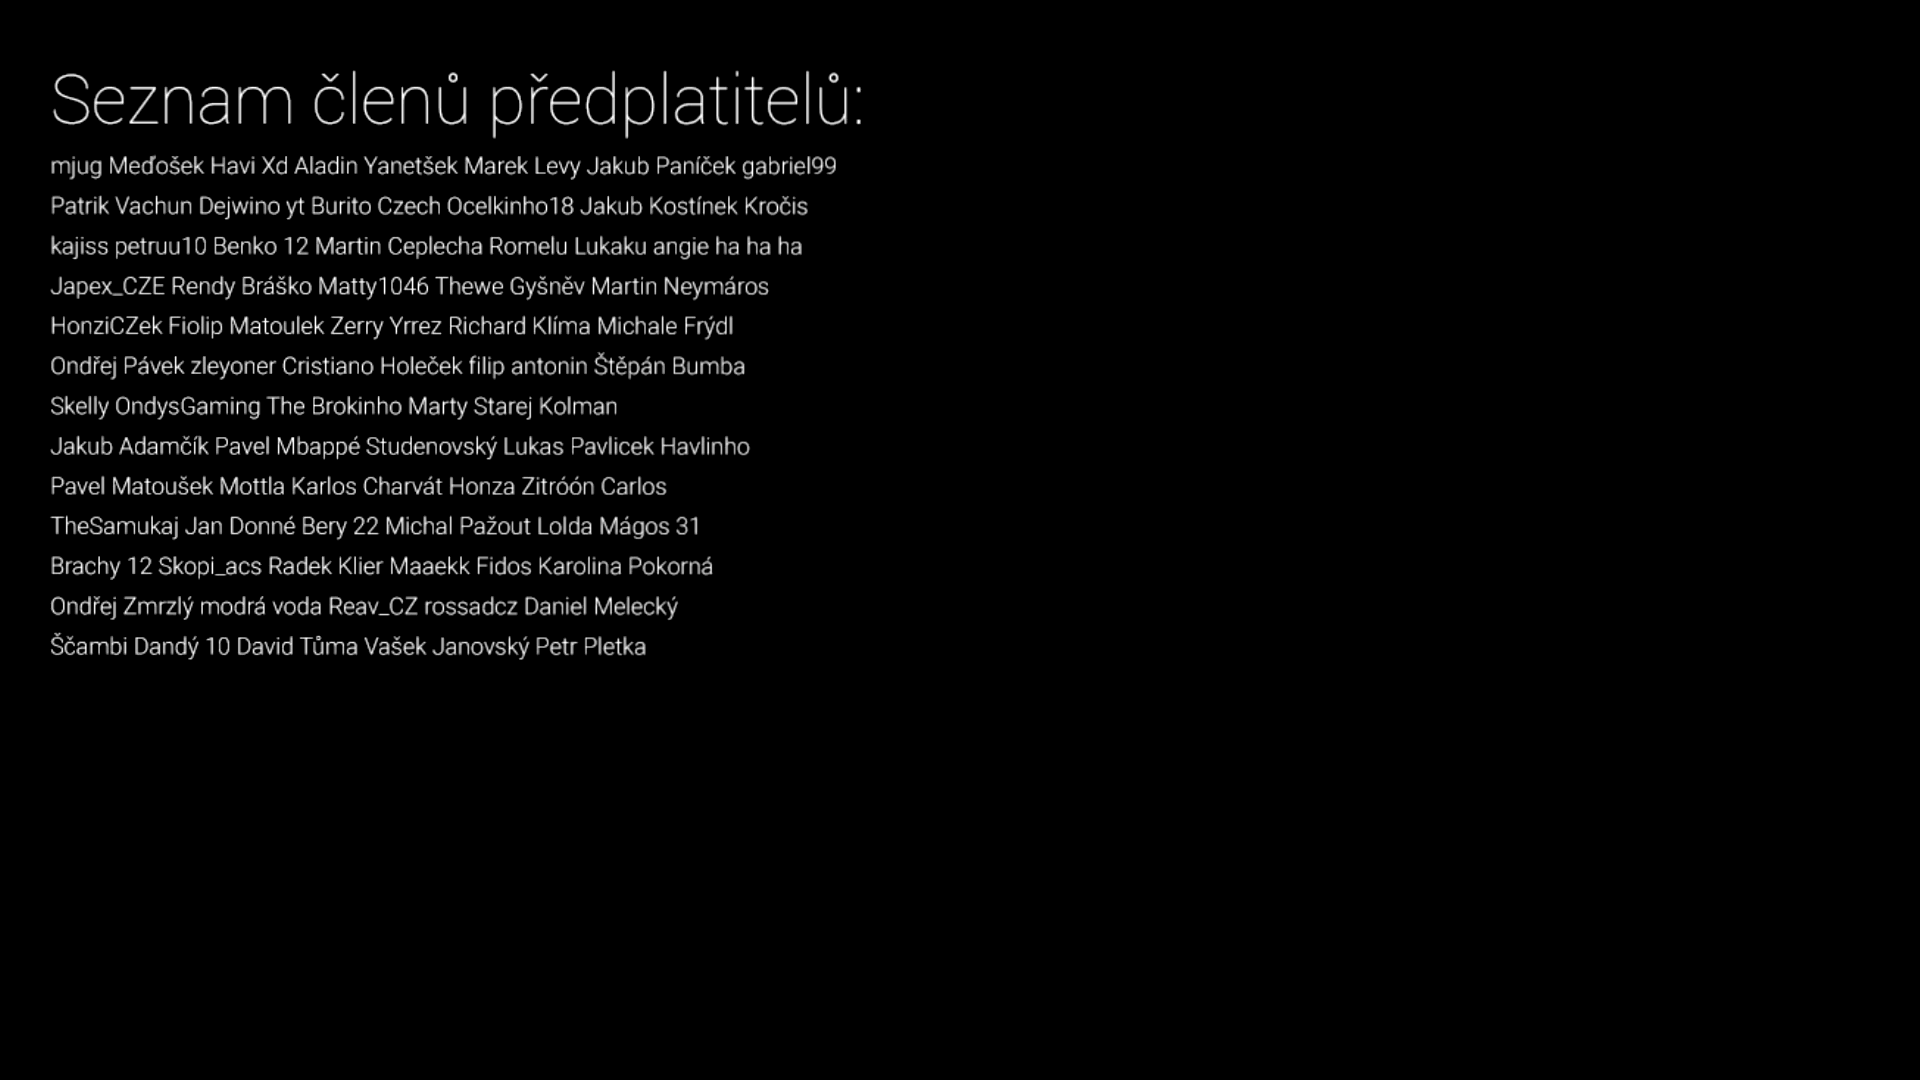 Seznam členů předplatitelů:
mjug Meďošek Havi Xd Aladin Yanetšek Marek Levy Jakub Paníček gabriel99
Patrik Vachun Dejwino yt Burito Czech Ocelkinho18 Jakub Kostínek Kročis
kajiss petruu10 Benko 12 Martin Ceplecha Romelu Lukaku angie ha ha ha
Japex_CZE Rendy Bráško Matty1046 Thewe Gyšněv Martin Neymáros
HonziCZek Fiolip Matoulek Zerry Yrrez Richard Klíma Michale Frýdl
Ondřej Pávek zleyoner Cristiano Holeček filip antonin Štěpán Bumba
Skelly OndysGaming The Brokinho Marty Starej Kolman
Jakub Adamčík Pavel Mbappé Studenovský Lukas Pavlicek Havlinho
Pavel Matoušek Mottla Karlos Charvát Honza Zitróón Carlos
TheSamukaj Jan Donné Bery 22 Michal Pažout Lolda Mágos 31
Brachy 12 Skopi_acs Radek Klier Maaekk Fidos Karolina Pokorná
Ondřej Zmrzlý modrá voda Reav_CZ rossadcz Daniel Melecký
Ščambi Dandý 10 David Tůma Vašek Janovský Petr Pletka